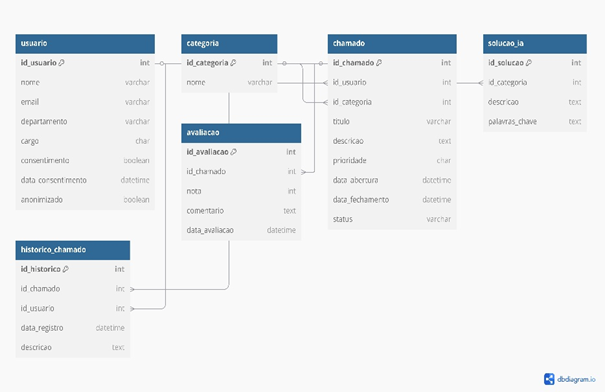 usuario
id_usuario int
nome varchar
email varchar
departamento varchar
cargo char
consentimento boolean
data_consentimento datetime
anonimizado boolean
categoria
id_categoria int
nome varchar
avaliacao
id_avaliacao int
id_chamado int
nota int
comentario text
data_avaliacao datetime
chamado
id_chamado int
id_usuario int
id_categoria int
titulo varchar
descricao text
prioridade char
data_abertura datetime
data_fechamento datetime
status varchar
solucao_ia
id_solucao int
id_categoria int
descricao text
palavras_chave text
historico_chamado
id_historico int
id_chamado int
id_usuario int
data_registro datetime
descricao text
dbdiagram.io